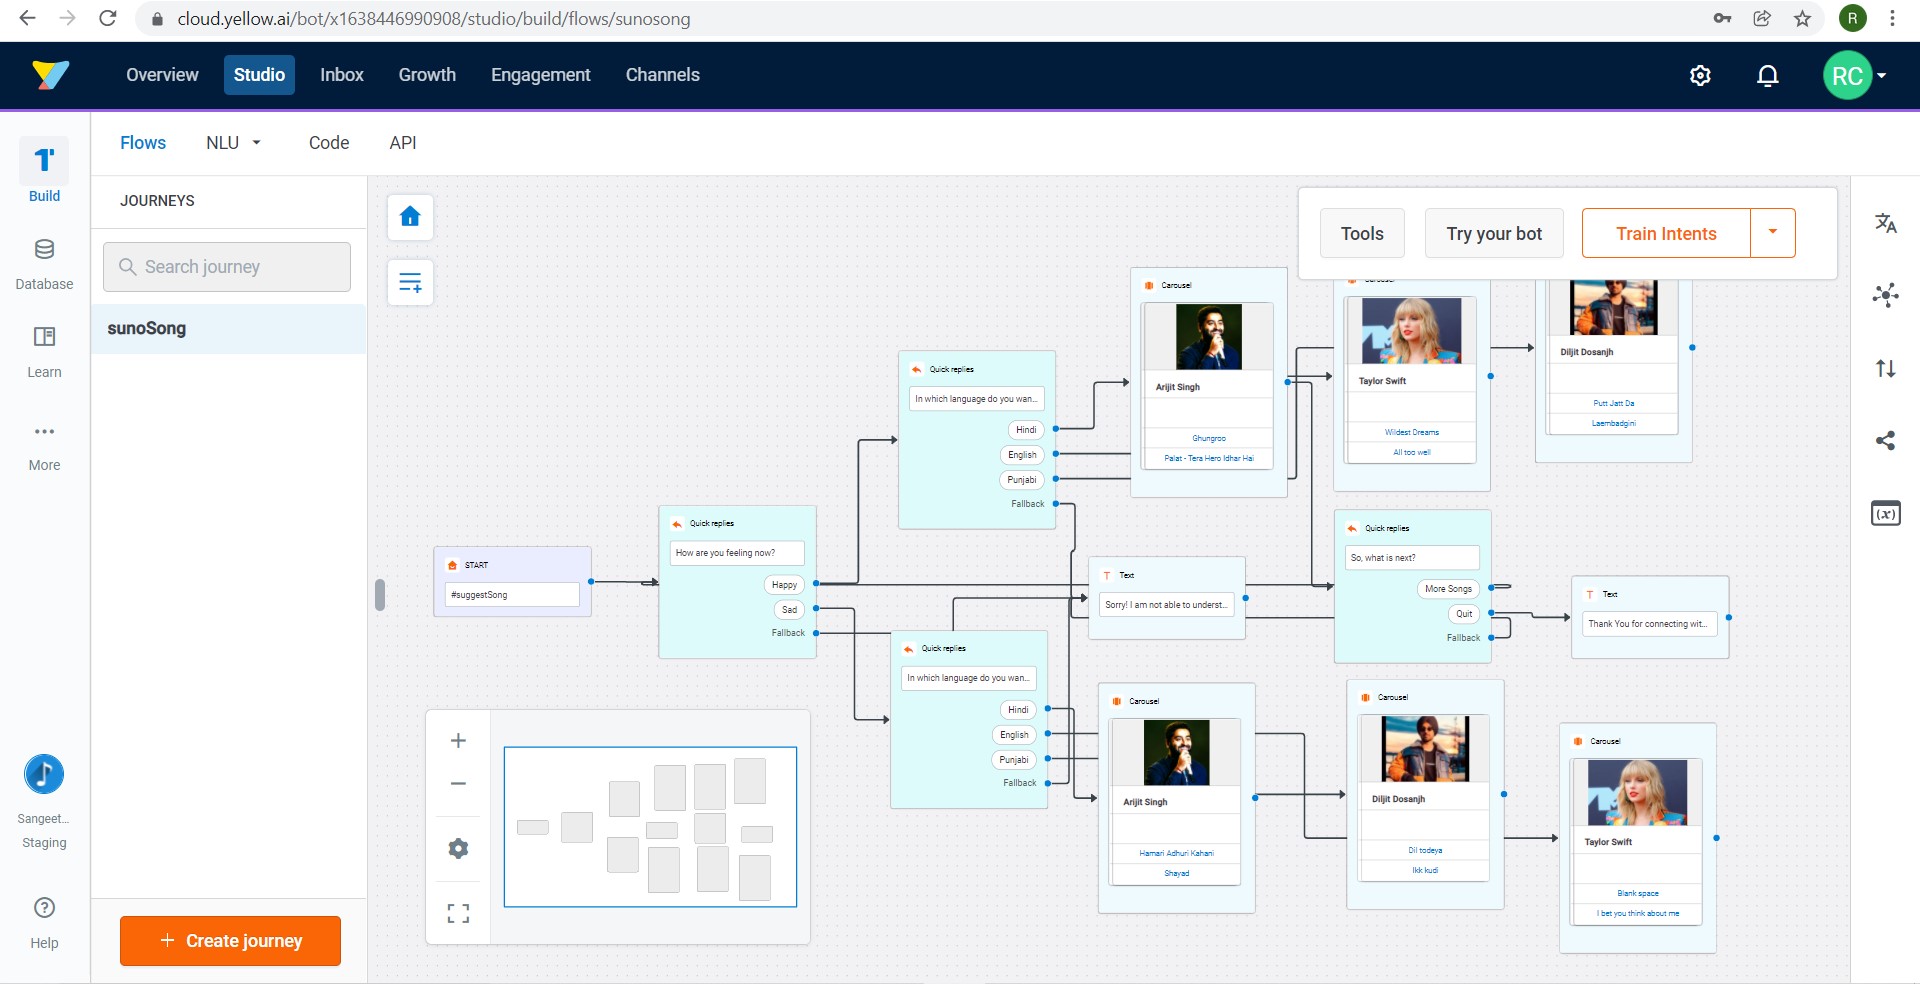 cloud.yellow.ai/bot/x1638446990908/studio/build/flows/sunosong
R
Overview
Studio
Inbox
Growth
Engagement
Channels
RC
Flows
NLU
Code
API
Build
Database
Learn
More
Sangeet...
Staging
Help
JOURNEYS
Search journey
sunoSong
+ Create journey
Tools
Try your bot
Train Intents
START
#suggestSong
Quick replies
How are you feeling now?
Happy
Sad
Fallback
Quick replies
In which language do you wan...
Hindi
English
Punjabi
Fallback
Quick replies
In which language do you wan...
Hindi
English
Punjabi
Fallback
Carousel
Arijit Singh
Ghungroo
Palat - Tera Hero Idhar Hai
Carousel
Taylor Swift
Wildest Dreams
All too well
Diljit Dosanjh
Putt Jatt Da
Laembadgini
Text
Sorry! I am not able to underst...
Quick replies
So, what is next?
More Songs
Quit
Fallback
Text
Thank You for connecting wit...
Carousel
Arijit Singh
Hamari Adhuri Kahani
Shayad
Carousel
Diljit Dosanjh
Dil todeya
Ikk kudi
Carousel
Taylor Swift
Blank space
I bet you think about me
(x)